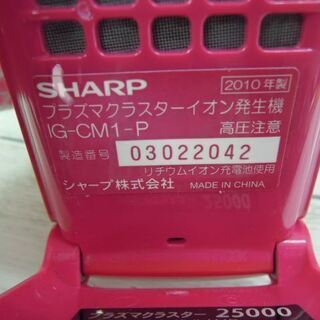 SHARP 2010年製
プラズマクラスターイオン発生機
IG-CM1-P 高圧注意
製造番号 03022042
リチウムイオン充電池使用
シャープ株式会社 MADE IN CHINA
25000
プラズマクラスター 25000